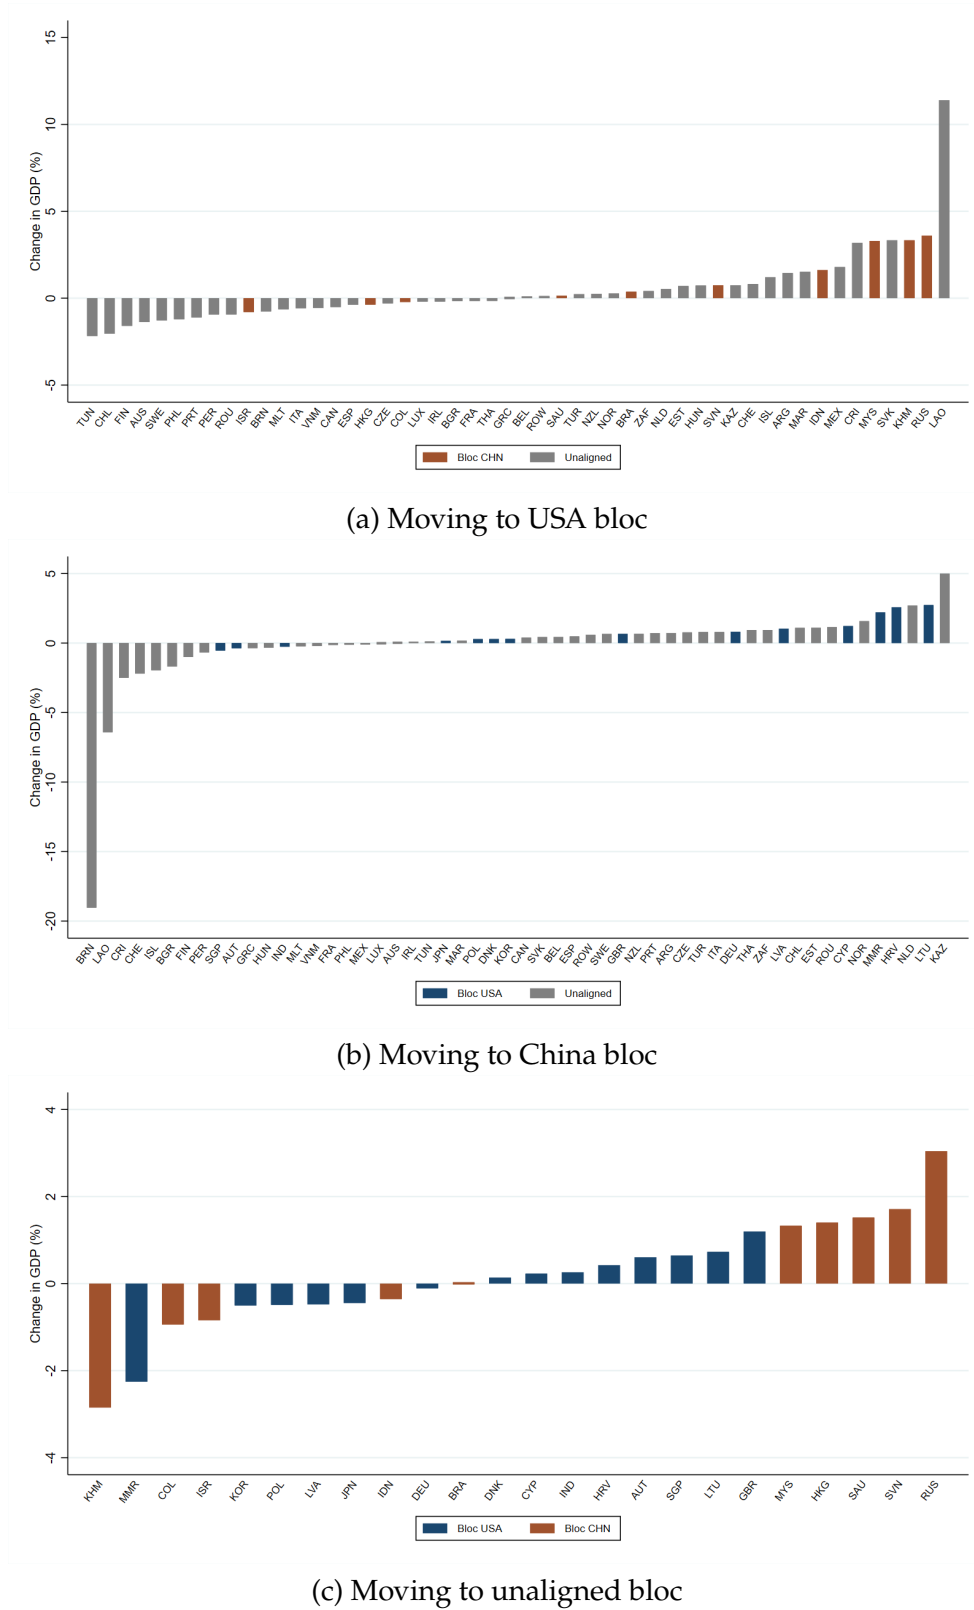 Change in GDP (%)
15
10
5
0
-5
TUN CHL FIN AUS SWE PHL PRT PER ROU ISR BRN MLT ITA VNM CAN ESP HKG CZE COL LUX IRL BGR FRA THA GRC BEL ROW SAU TUR NZL NOR BRA ZAF NLD EST HUN SVN KAZ CHE ISL ARG MAR IDN MEX CRI MYS SVK KHM RUS LAO
Bloc CHN Unaligned
(a) Moving to USA bloc
Change in GDP (%)
5
0
-5
-10
-15
-20
BRN LAO CRI CHE ISL BGR FIN PER SGP AUT GRC HUN IND MLT VNM FRA PHL MEX LUX AUS IRL TUN JPN MAR POL DNK KOR CAN SVK BEL ESP ROW SWE GBR NZL PRT ARG CZE TUR ITA DEU THA ZAF LVA CHL EST ROU CYP NOR MMR HRV NLD LTU KAZ
Bloc USA Unaligned
(b) Moving to China bloc
Change in GDP (%)
4
2
0
-2
-4
KHM MMR COL ISR KOR POL LVA JPN IDN DEU BRA DNK CYP IND HRV AUT SGP LTU GBR MYS HKG SAU SVN RUS
Bloc USA Bloc CHN
(c) Moving to unaligned bloc